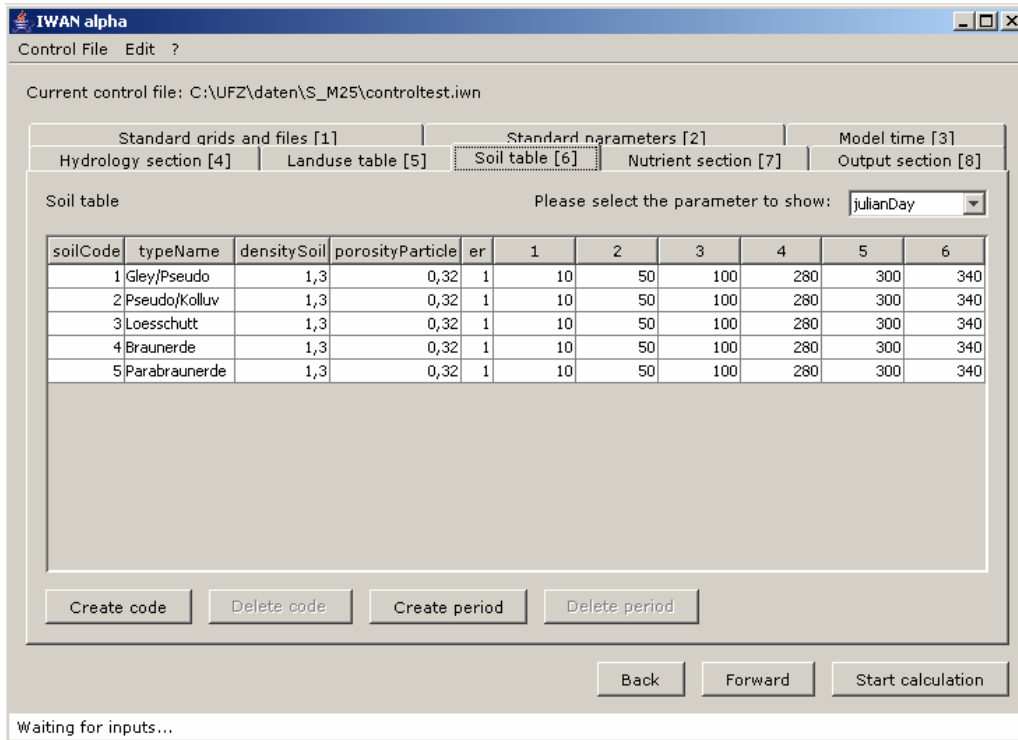 IWAN alpha
Control File Edit ?
Current control file: C:\UFZ\daten\S_M25\controltest.iwn
Standard grids and files [1] Standard parameters [2] Model time [3]
Hydrology section [4] Landuse table [5] Soil table [6] Nutrient section [7] Output section [8]
Soil table Please select the parameter to show: julianDay
soilCode typeName densitySoil porosityParticle er 1 2 3 4 5 6
1 Gley/Pseudo 1,3 0,32 1 10 50 100 280 300 340
2 Pseudo/Kolluv 1,3 0,32 1 10 50 100 280 300 340
3 Loesschutt 1,3 0,32 1 10 50 100 280 300 340
4 Braunerde 1,3 0,32 1 10 50 100 280 300 340
5 Parabraunerde 1,3 0,32 1 10 50 100 280 300 340
Create code Delete code Create period Delete period
Back Forward Start calculation
Waiting for inputs...